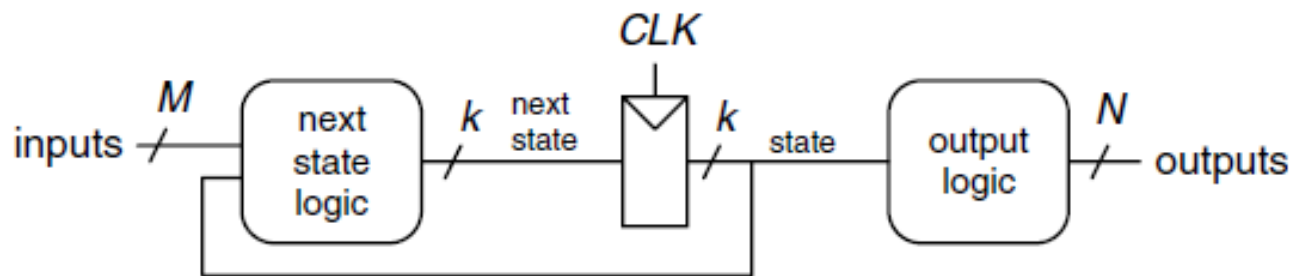 CLK
M
inputs
next
state
logic
k
next
state
k
state
output
logic
N
outputs